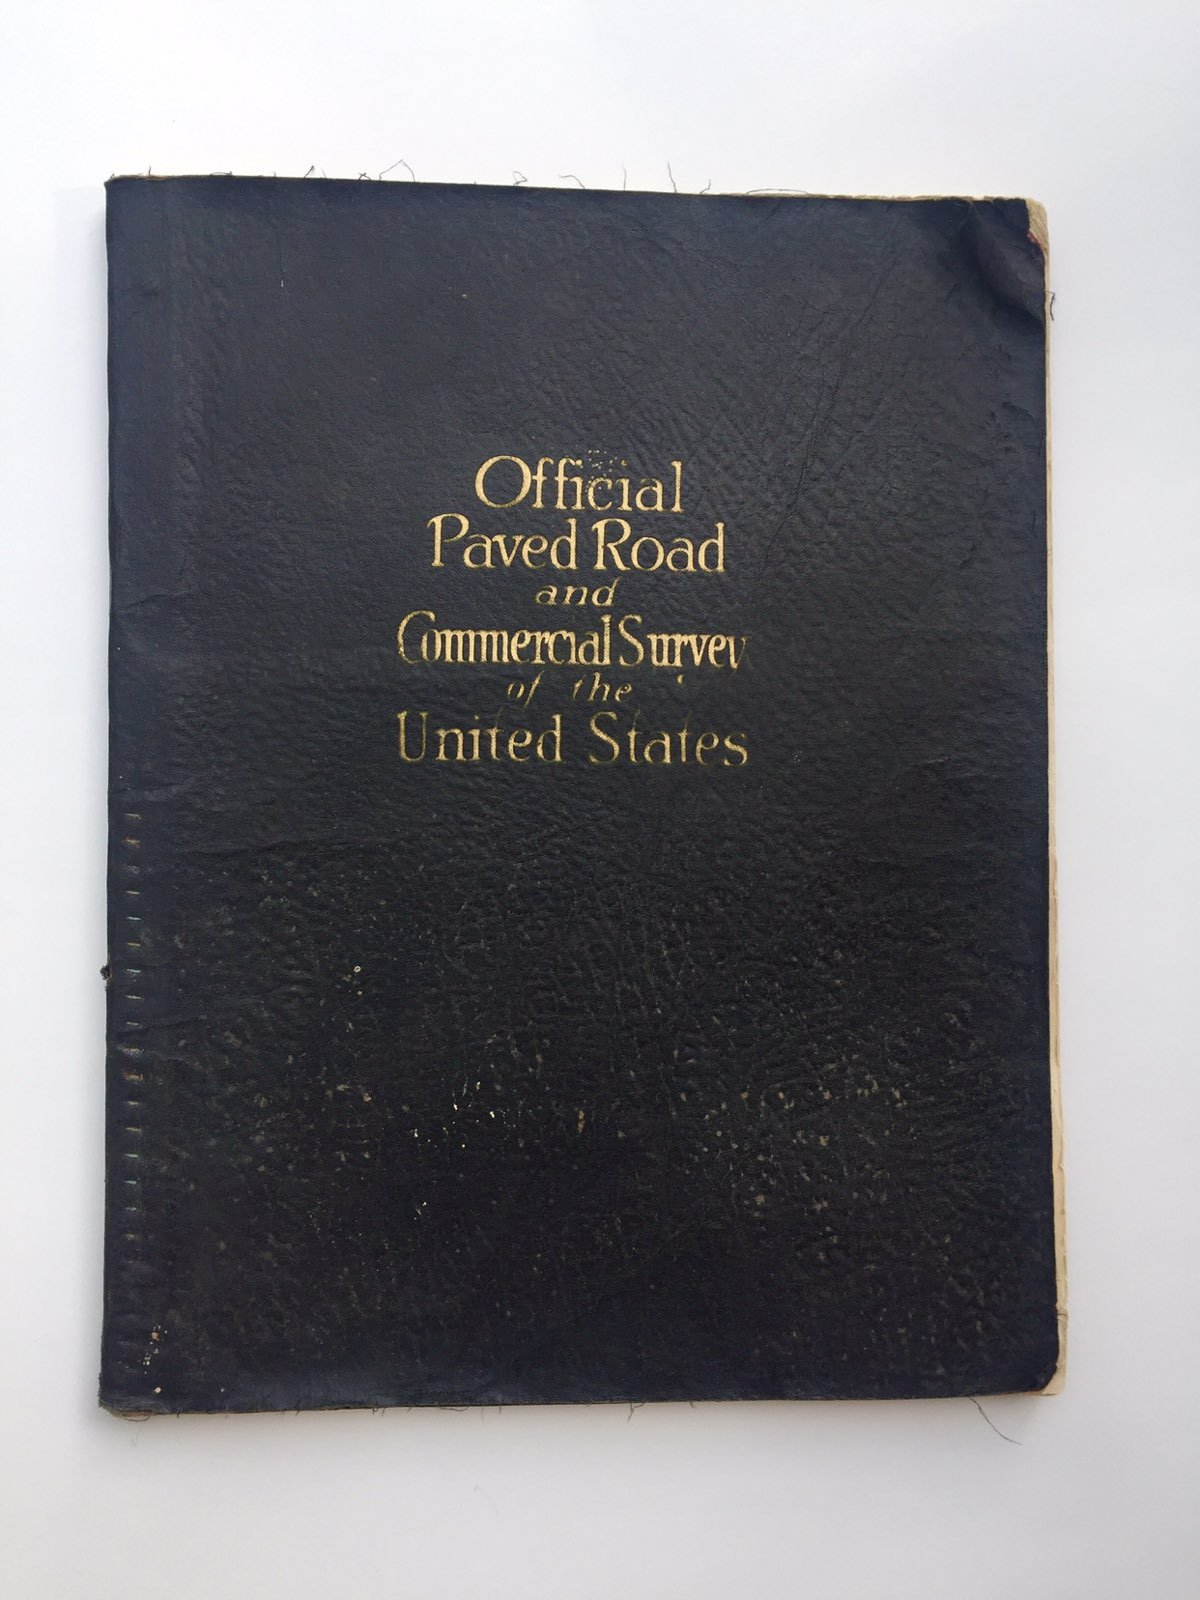 Official
Paved Road
and
Commercial Survey
of the
United States